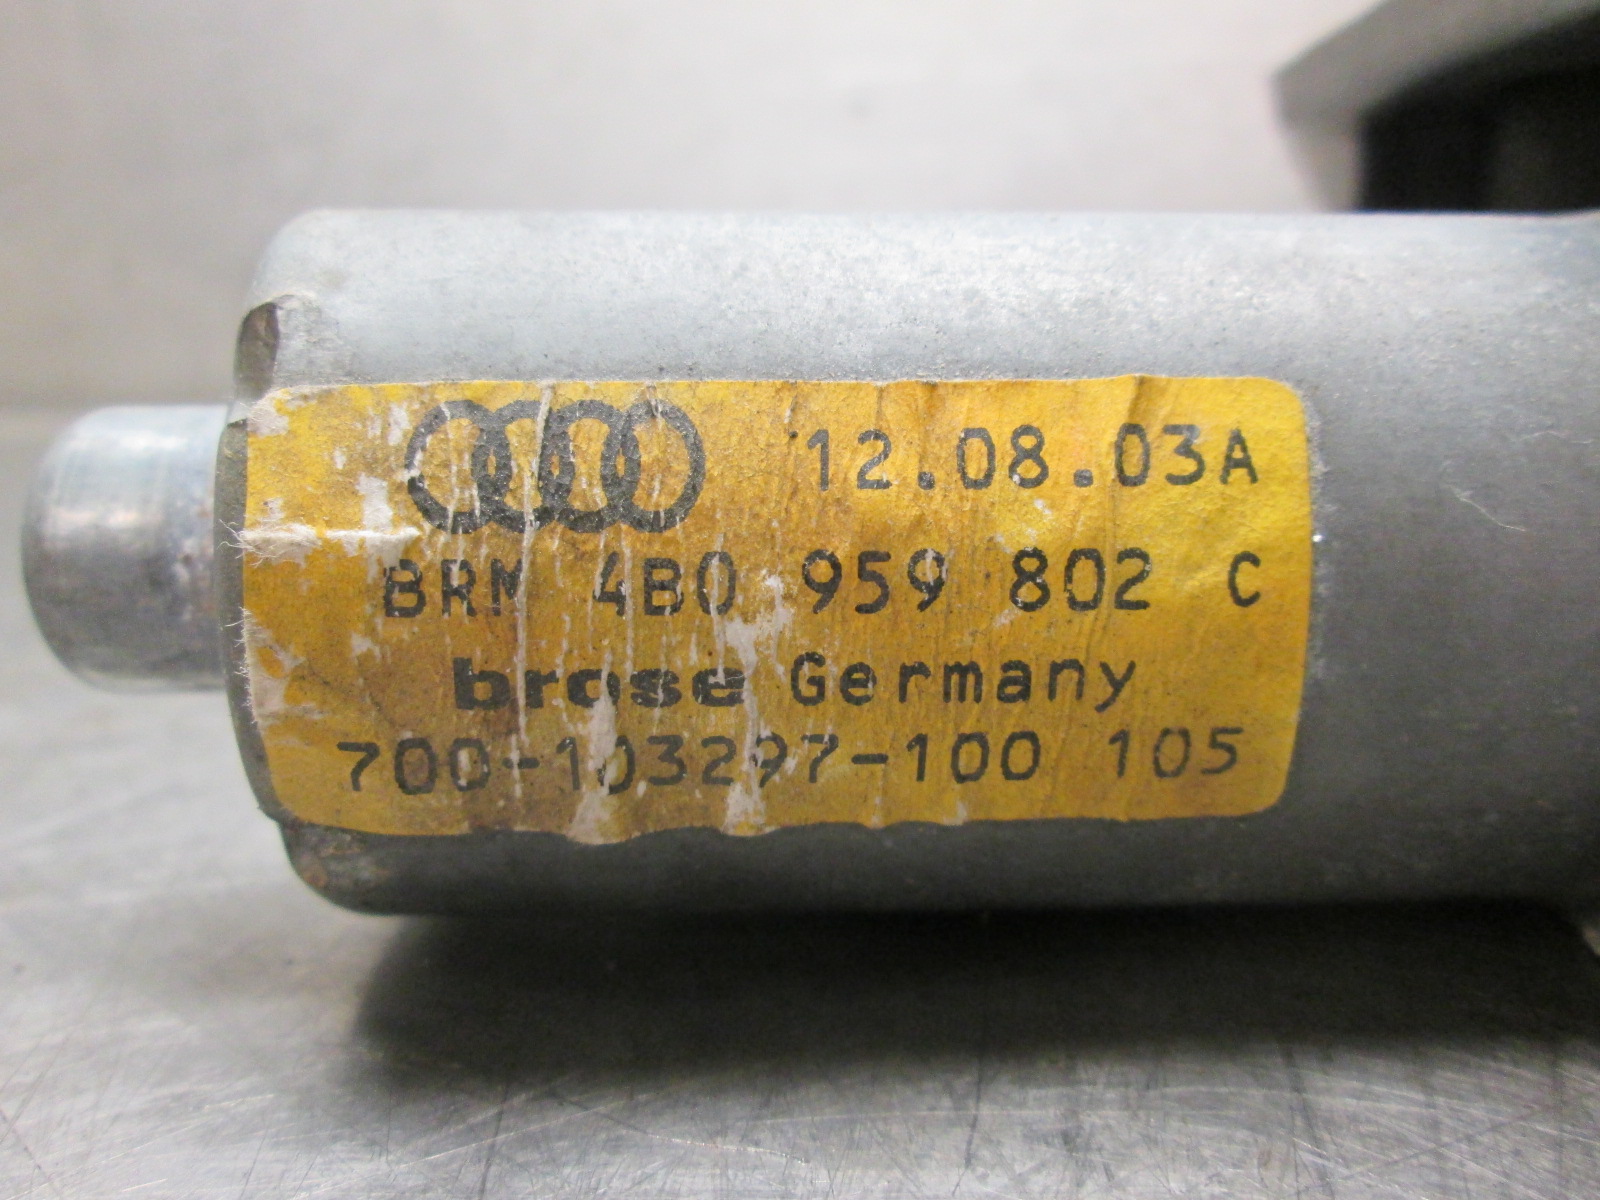 12.08.03A
BRM 4B0 959 802 C
brose Germany
700-103297-100 105